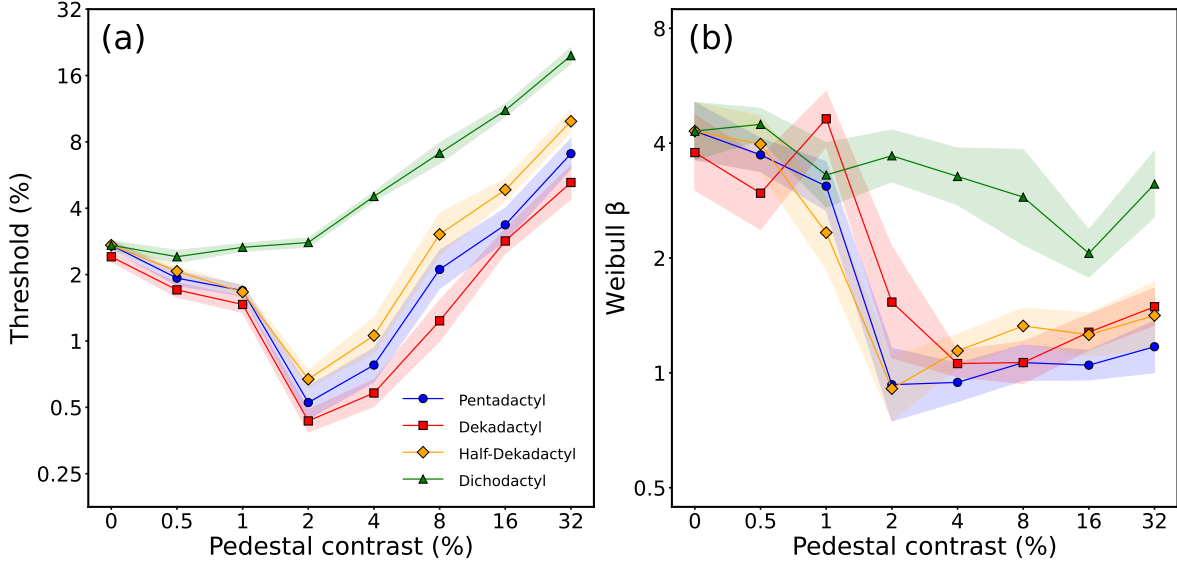 (a)
Threshold (%)
32
16
8
4
2
1
0.5
0.25
Pentadactyl
Dekadactyl
Half-Dekadactyl
Dichodactyl
0 0.5 1 2 4 8 16 32
Pedestal contrast (%)
(b)
Weibull β
8
4
2
1
0.5
0 0.5 1 2 4 8 16 32
Pedestal contrast (%)